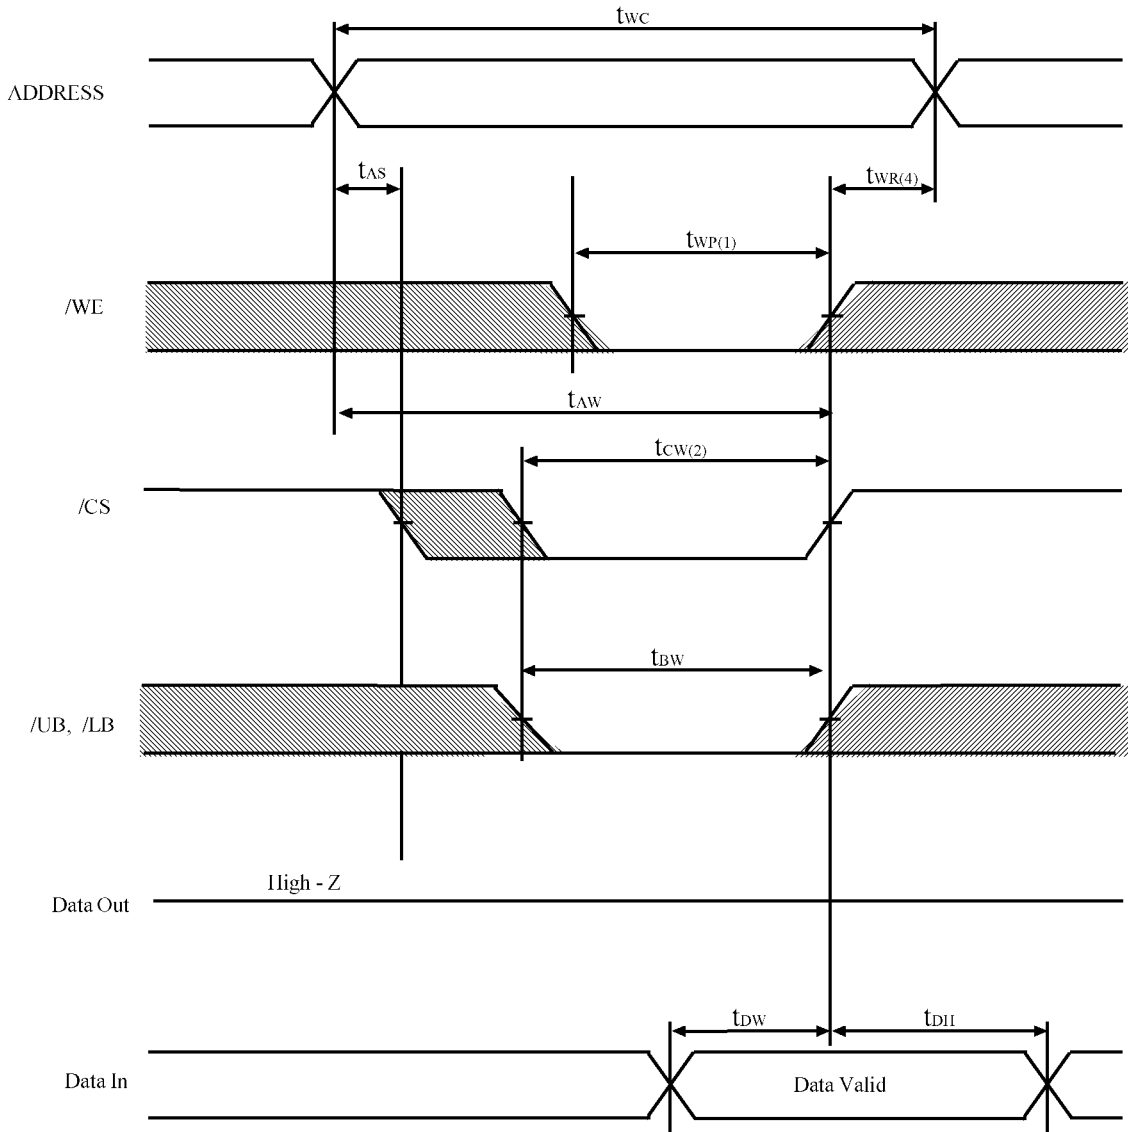 tWC
ADDRESS
tAS
tWR(4)
tWP(1)
/WE
tAW
tCW(2)
/CS
tBW
/UB, /LB
High - Z
Data Out
tDW
tDH
Data In
Data Valid